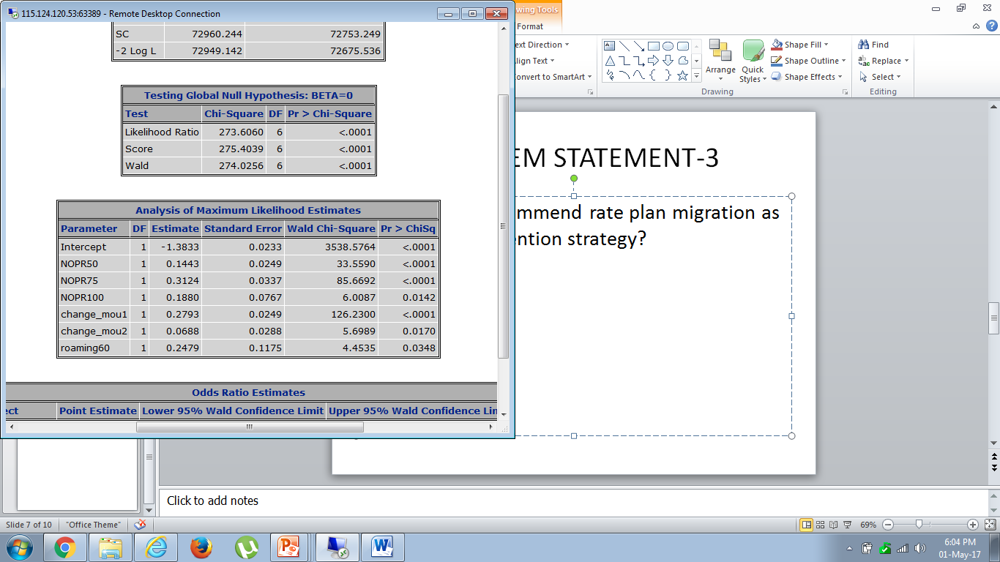 115.124.120.53:63389 - Remote Desktop Connection
SC 72960.244 72753.249
-2 Log L 72949.142 72675.536
Testing Global Null Hypothesis: BETA=0
Test Chi-Square DF Pr > Chi-Square
Likelihood Ratio 273.6060 6 <.0001
Score 275.4039 6 <.0001
Wald 274.0256 6 <.0001
Analysis of Maximum Likelihood Estimates
Parameter DF Estimate Standard Error Wald Chi-Square Pr > ChiSq
Intercept 1 -1.3833 0.0233 3538.5764 <.0001
NOPR50 1 0.1443 0.0249 33.5590 <.0001
NOPR75 1 0.3124 0.0337 85.6692 <.0001
NOPR100 1 0.1880 0.0767 6.0087 0.0142
change_mou1 1 0.2793 0.0249 126.2300 <.0001
change_mou2 1 0.0688 0.0288 5.6989 0.0170
roaming60 1 0.2479 0.1175 4.4535 0.0348
Odds Ratio Estimates
ect Point Estimate Lower 95% Wald Confidence Limit Upper 95% Wald Confidence Lin
wing Tools
Format
ext Direction
lign Text
onvert to SmartArt
Arrange
Quick
Styles
Shape Fill
Shape Outline
Shape Effects
Drawing
Find
Replace
Select
Editing
EM STATEMENT-3
mmend rate plan migration as
ention strategy?
Click to add notes
Slide 7 of 10 "Office Theme" 69%
6:04 PM
01-May-17